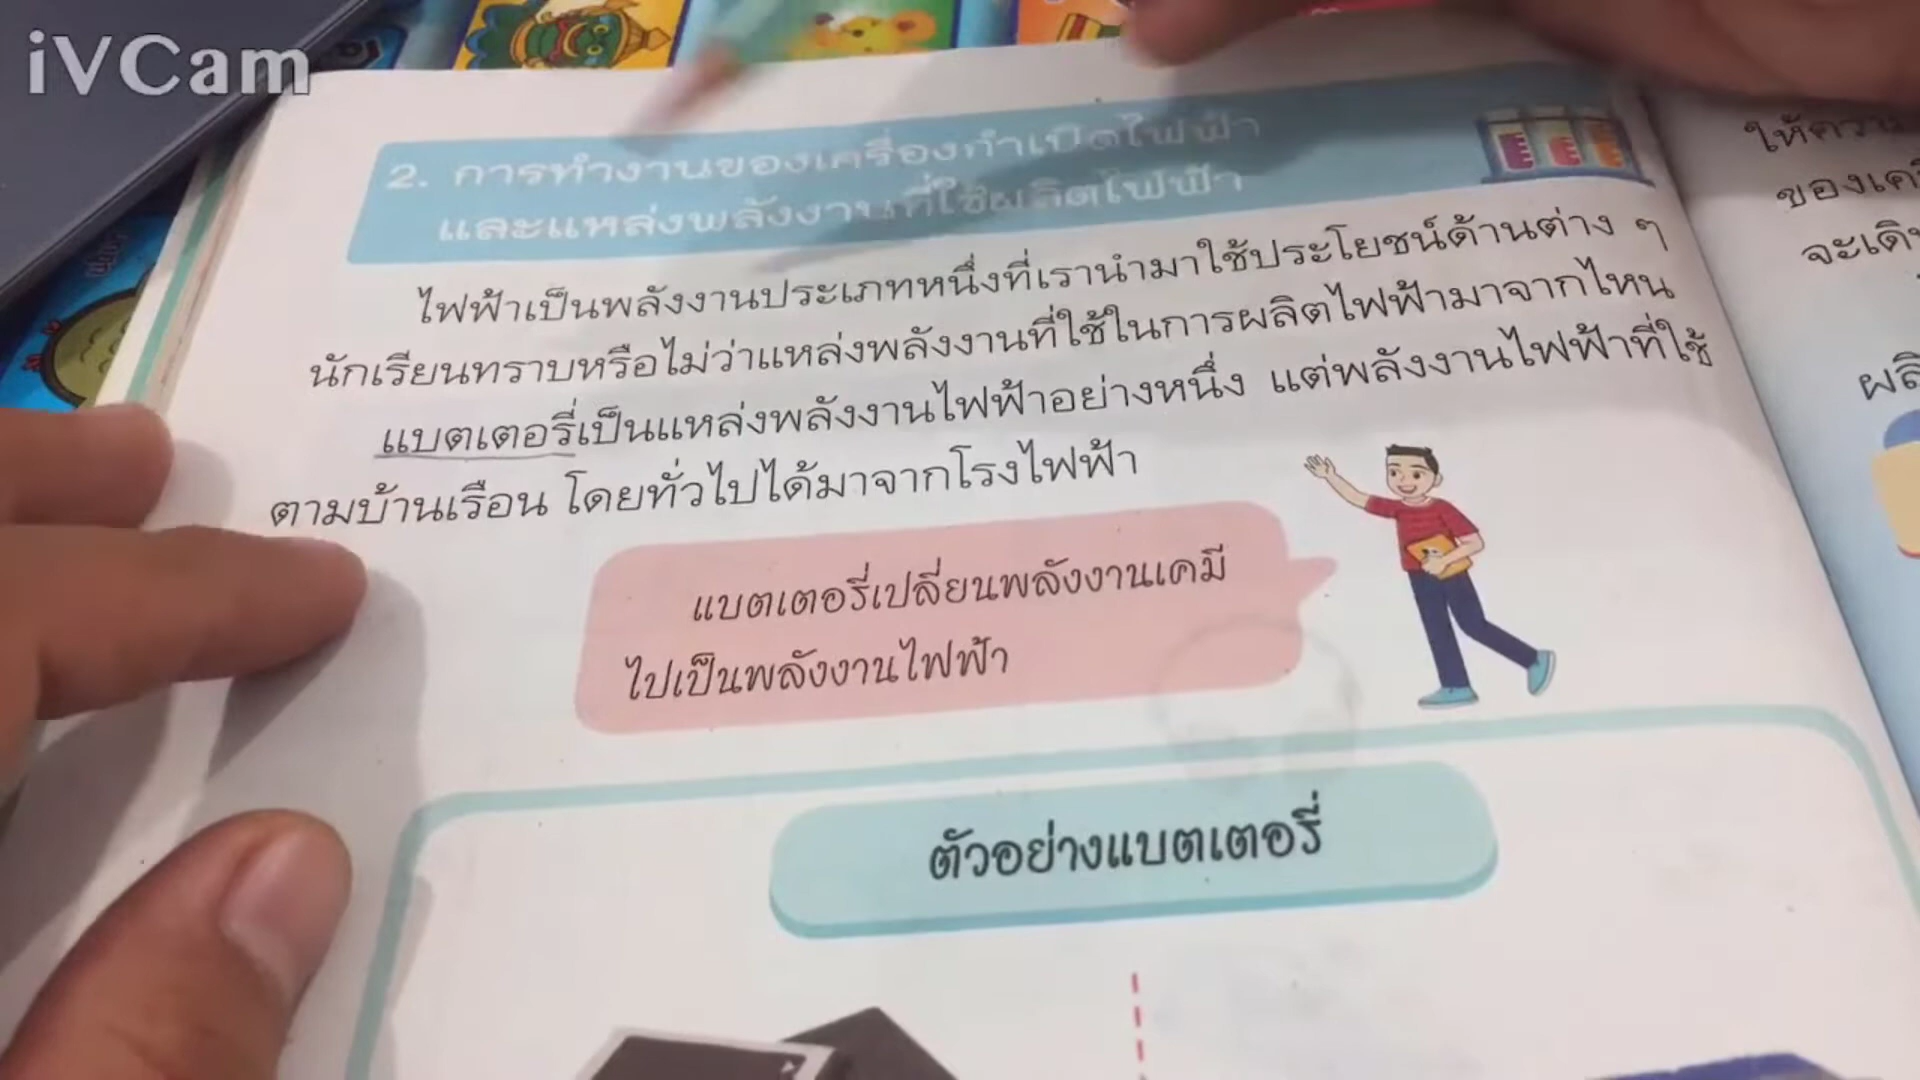 iVCam
2. การทำงานของเครื่องกำเนิดไฟฟ้า
และแหล่งพลังงานที่ใช้ผลิตไฟฟ้า
ไฟฟ้าเป็นพลังงานประเภทหนึ่งที่เรานำมาใช้ประโยชน์ด้านต่าง ๆ
นักเรียนทราบหรือไม่ว่าแหล่งพลังงานที่ใช้ในการผลิตไฟฟ้ามาจากไหน
แบตเตอรี่เป็นแหล่งพลังงานไฟฟ้าอย่างหนึ่ง แต่พลังงานไฟฟ้าที่ใช้
ตามบ้านเรือน โดยทั่วไปได้มาจากโรงไฟฟ้า
แบตเตอรี่เปลี่ยนพลังงานเคมี
ไปเป็นพลังงานไฟฟ้า
ตัวอย่างแบตเตอรี่